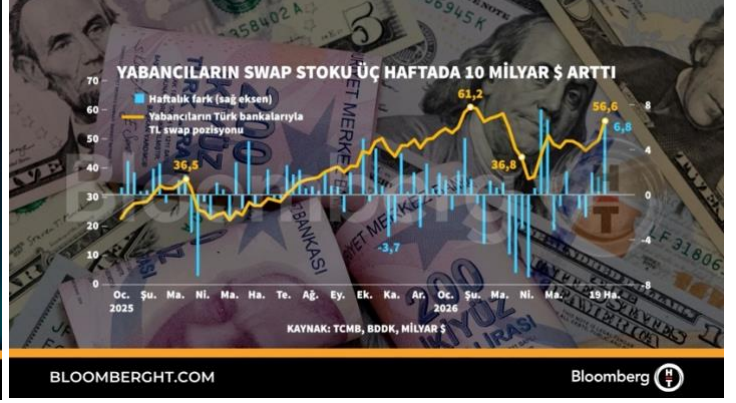 YABANCILARIN SWAP STOKU ÜÇ HAFTADA 10 MİLYAR $ ARTTI
70
60
50
40
30
20
10
0
Haftalık fark (sağ eksen)
Yabancıların Türk bankalarıyla
TL swap pozisyonu
36,5
61,2
36,8
56,6
6,8
-3,7
8
4
0
-4
-8
Oc. Şu. Ma. Ni. Ma. Ha. Te. Ağ. Ey. Ek. Ka. Ar. Oc. Şu. Ma. Ni. Ma. 19 Ha.
2025 2026
KAYNAK: TCMB, BDDK, MİLYAR $
BLOOMBERGHT.COM
Bloomberg HT